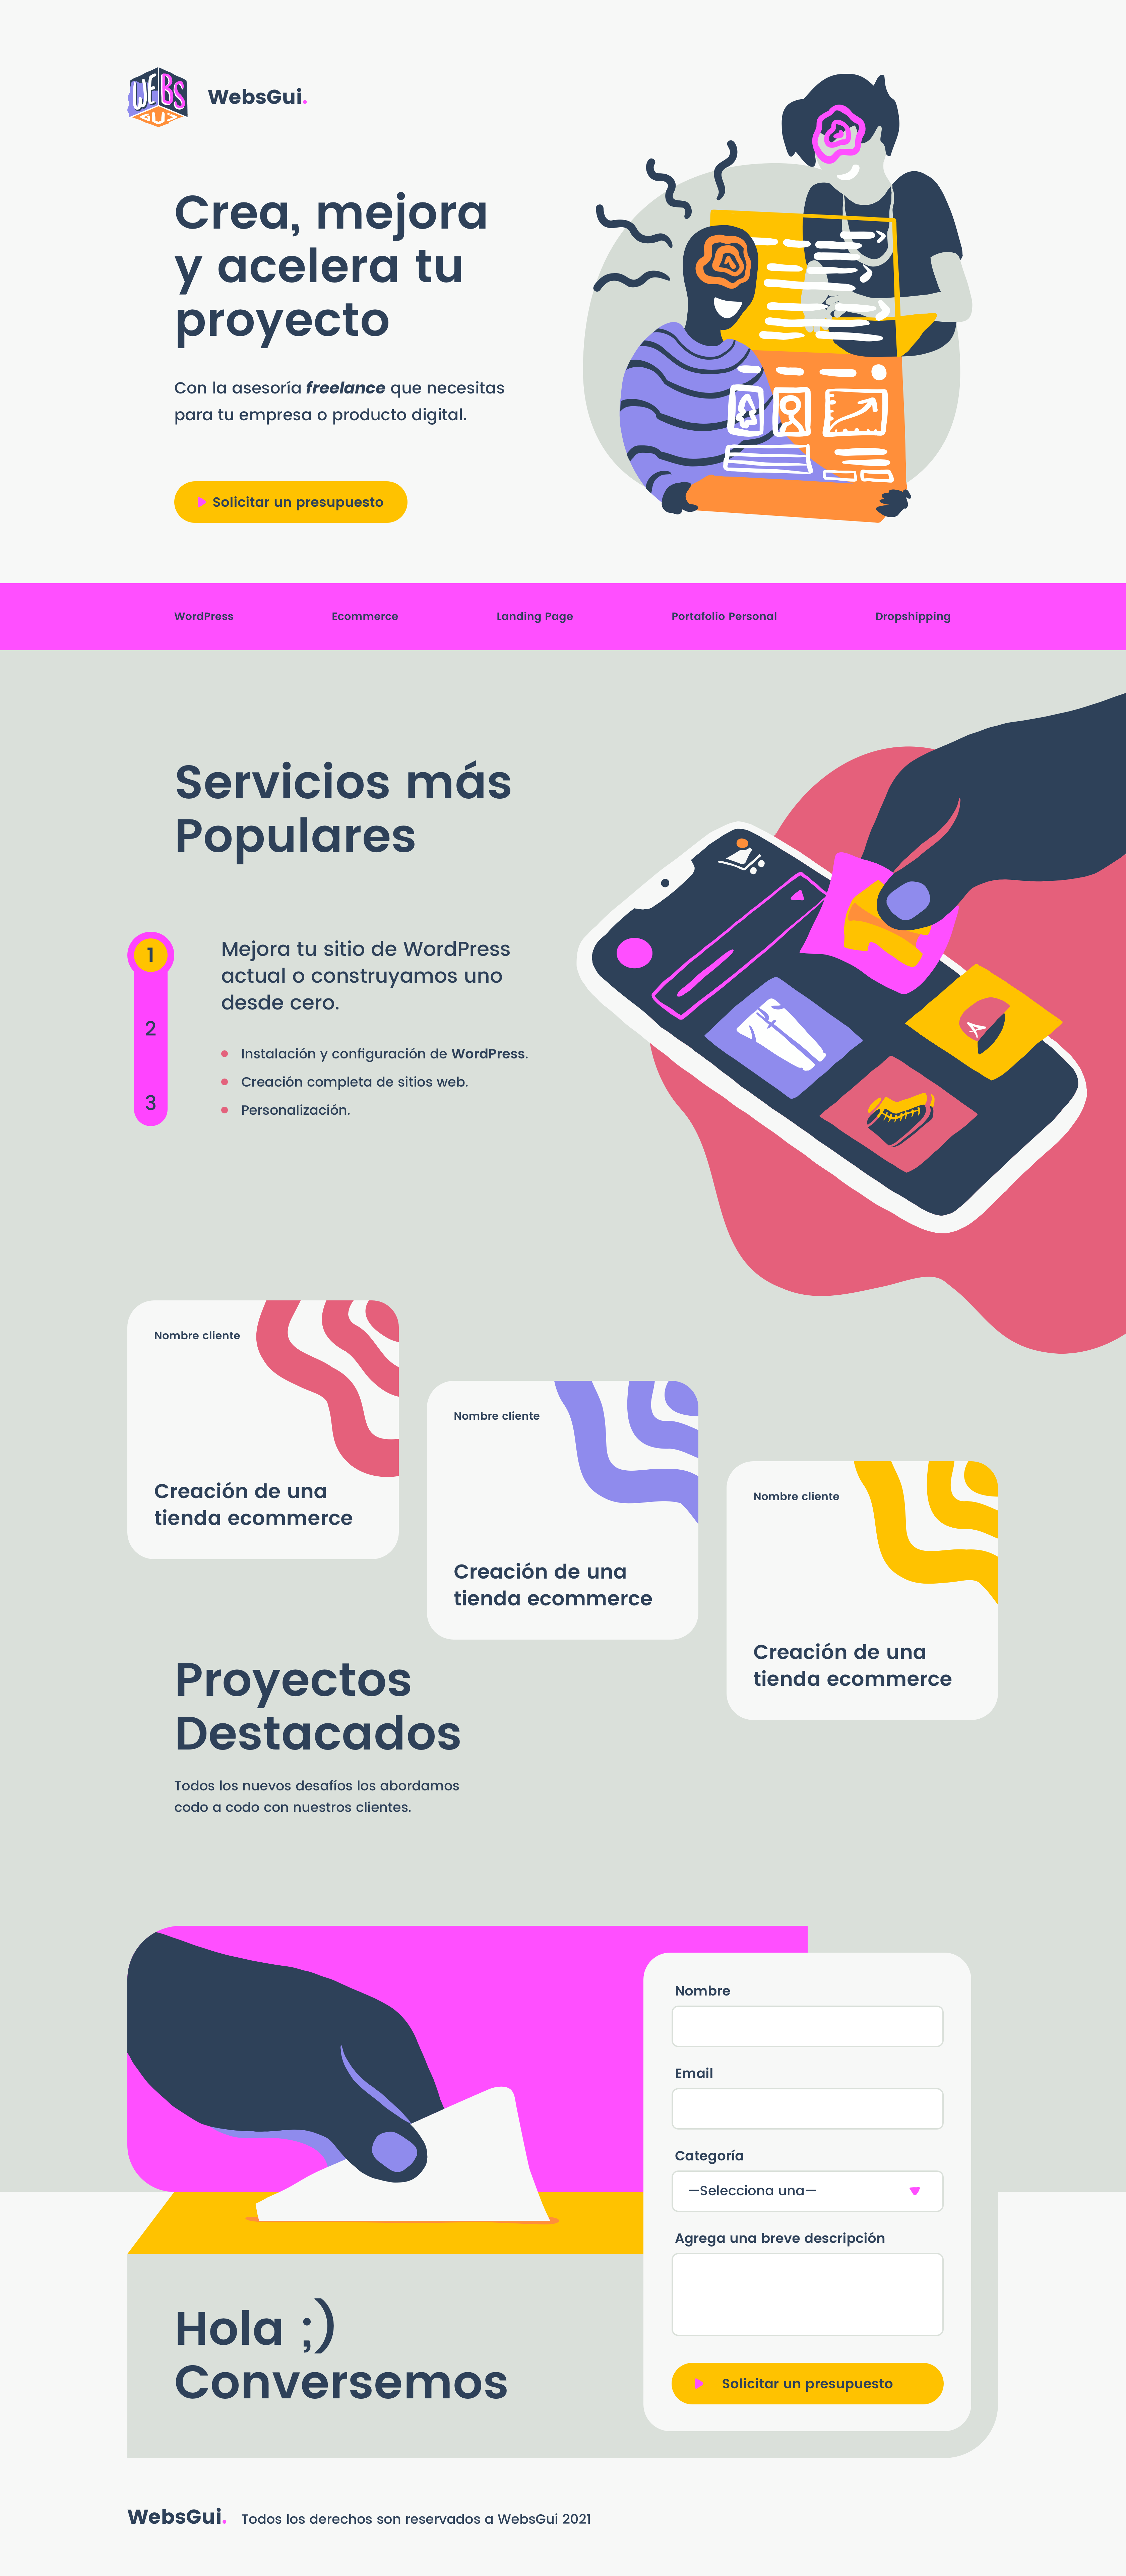 WEBS
GUI
WebsGui.
Crea, mejora
y acelera tu
proyecto
Con la asesoría freelance que necesitas
para tu empresa o producto digital.
Solicitar un presupuesto
WordPress
Ecommerce
Landing Page
Portafolio Personal
Dropshipping
Servicios más
Populares
1
2
3
Mejora tu sitio de WordPress
actual o construyamos uno
desde cero.
Instalación y configuración de WordPress.
Creación completa de sitios web.
Personalización.
A
Nombre cliente
Creación de una
tienda ecommerce
Nombre cliente
Creación de una
tienda ecommerce
Nombre cliente
Creación de una
tienda ecommerce
Proyectos
Destacados
Todos los nuevos desafíos los abordamos
codo a codo con nuestros clientes.
Nombre
Email
Categoría
—Selecciona una—
Agrega una breve descripción
Solicitar un presupuesto
Hola ;)
Conversemos
WebsGui. Todos los derechos son reservados a WebsGui 2021